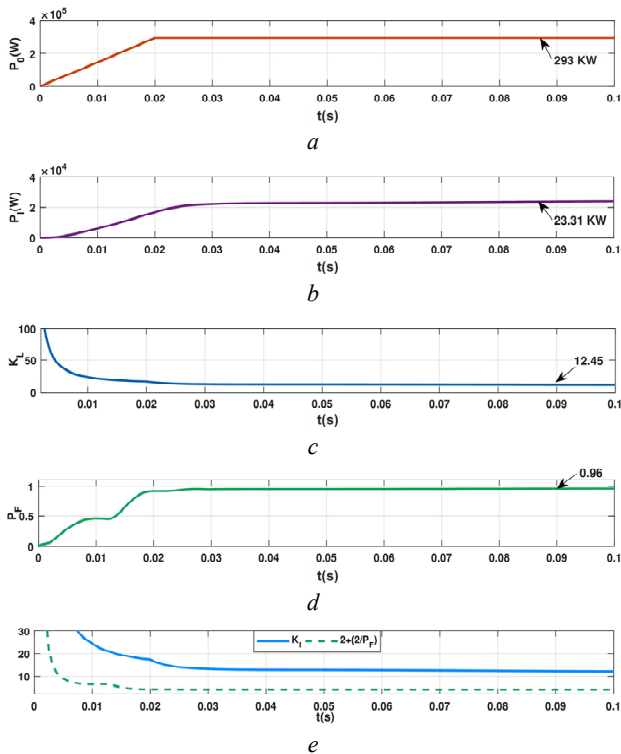 ×10⁵
4
2
0
P₀(W)
293 KW
0 0.01 0.02 0.03 0.04 0.05 0.06 0.07 0.08 0.09 0.1
t(s)
a
×10⁴
4
2
0
P_l(W)
23.31 KW
0 0.01 0.02 0.03 0.04 0.05 0.06 0.07 0.08 0.09 0.1
t(s)
b
100
50
0
K_L
12.45
0.01 0.02 0.03 0.04 0.05 0.06 0.07 0.08 0.09 0.1
t(s)
c
1
0.5
0
P_F
0.96
0 0.01 0.02 0.03 0.04 0.05 0.06 0.07 0.08 0.09 0.1
t(s)
d
30
20
10
K_l 2+(2/P_F)
0 0.01 0.02 0.03 0.04 0.05 0.06 0.07 0.08 0.09 0.1
t(s)
e